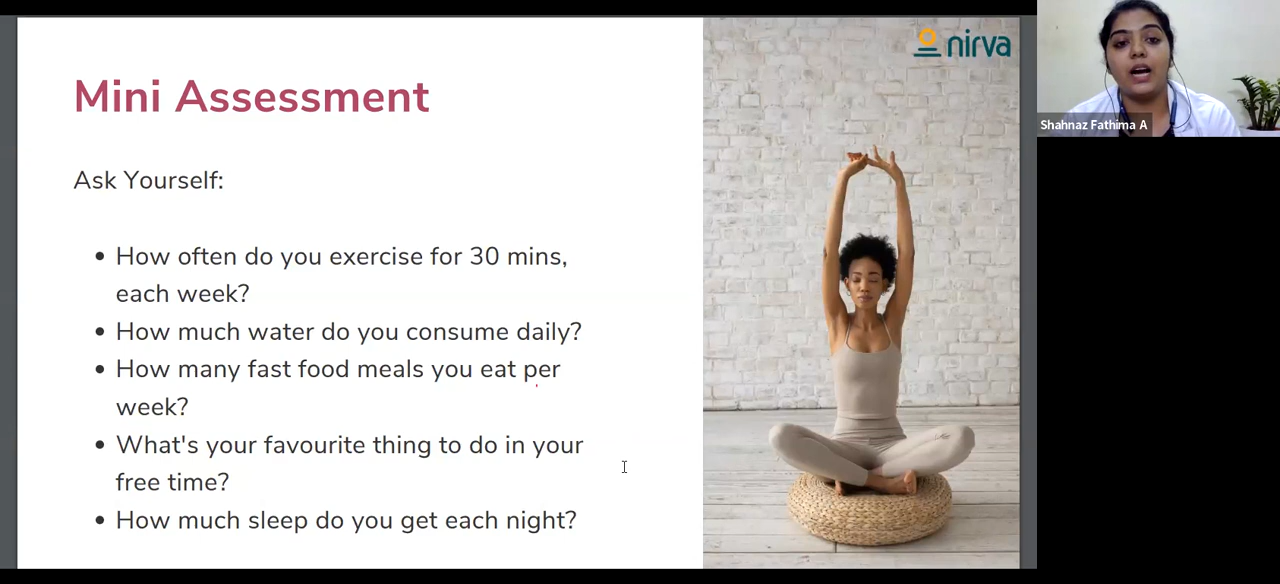 Mini Assessment
Ask Yourself:
• How often do you exercise for 30 mins,
each week?
• How much water do you consume daily?
• How many fast food meals you eat per
week?
• What's your favourite thing to do in your
free time?
• How much sleep do you get each night?
nirva
Shahnaz Fathima A